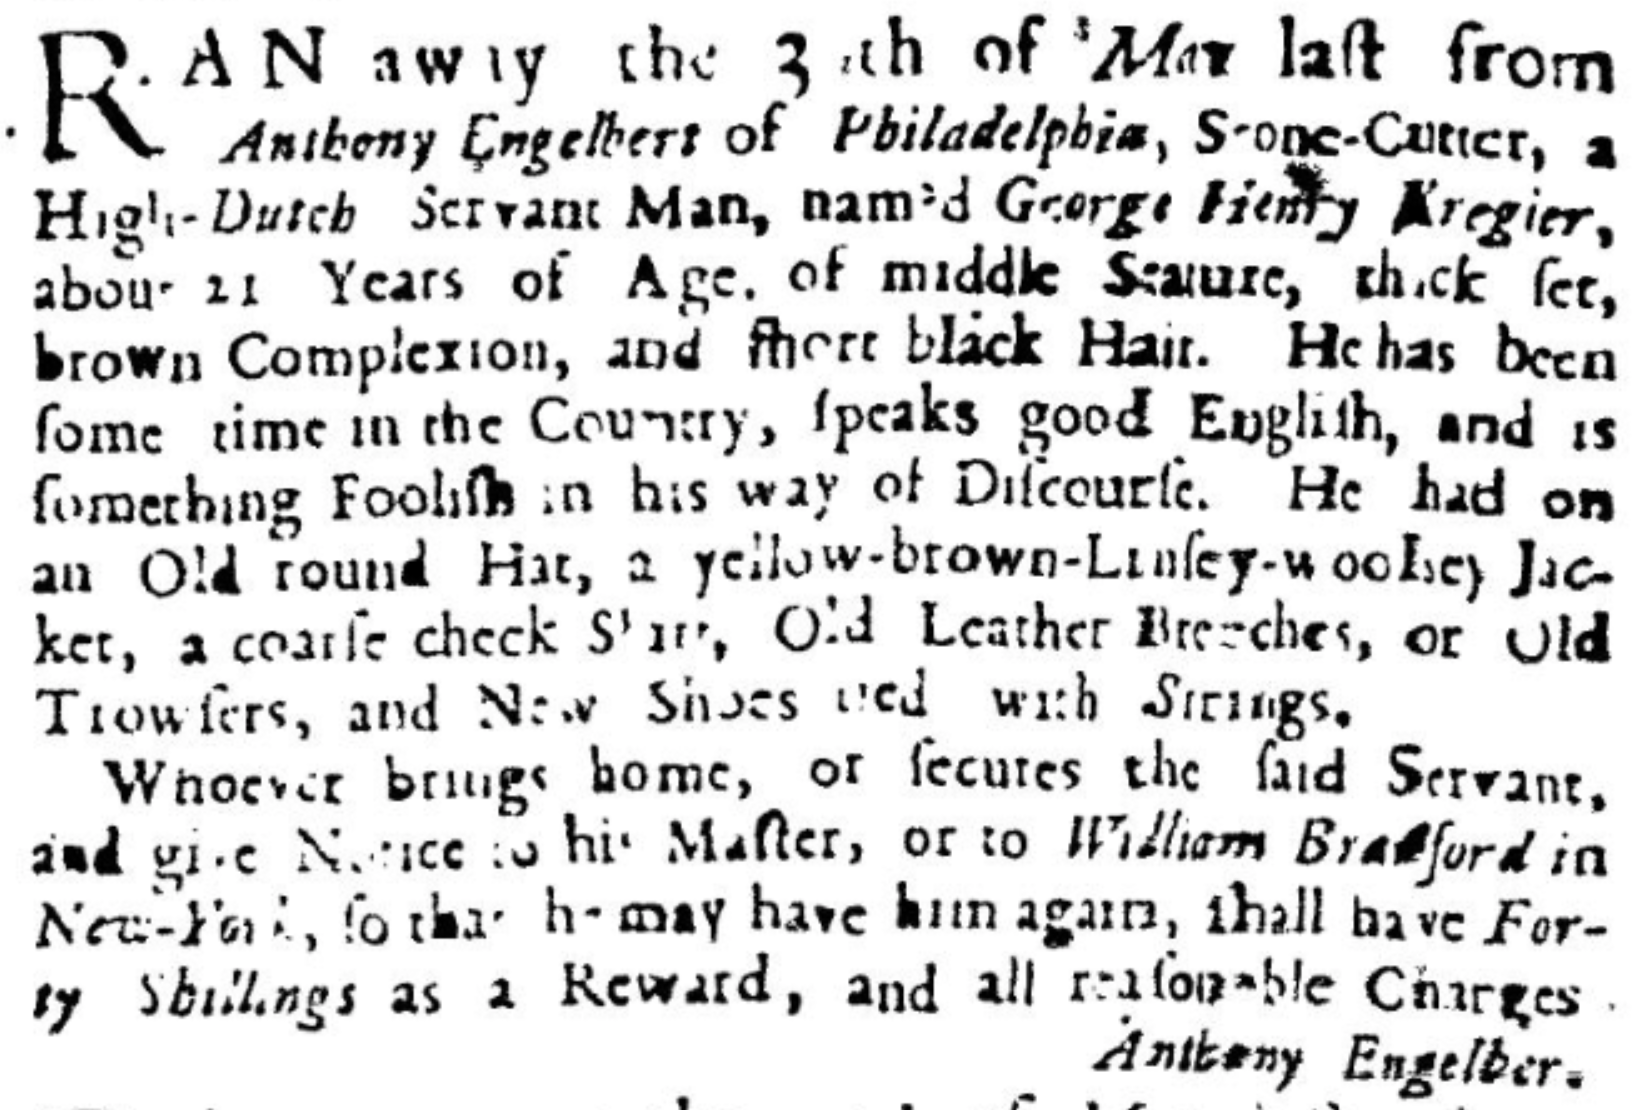 RAN away the 3 th of May laſt from
Anthony Engelbert of Philadelphia, Stone-Cutter, a
High-Dutch Servant Man, nam'd George Henry Kregier,
about 21 Years of Age, of middle Stature, thick ſet,
brown Complexion, and ſhort black Hair. He has been
ſome time in the Country, ſpeaks good Engliſh, and is
ſomething Fooliſh in his way of Diſcourſe. He had on
an Old round Hat, a yellow-brown-Linſey-woolſey Jac-
ket, a coarſe check Shirt, Old Leather Breeches, or Old
Trowſers, and New Shoes tied with Strings.
Whoever brings home, or ſecures the ſaid Servant,
and give Notice to his Maſter, or to William Bradford in
New-York, ſo that he may have him again, ſhall have For-
ty Shillings as a Reward, and all reaſonable Charges
Anthony Engelbert.